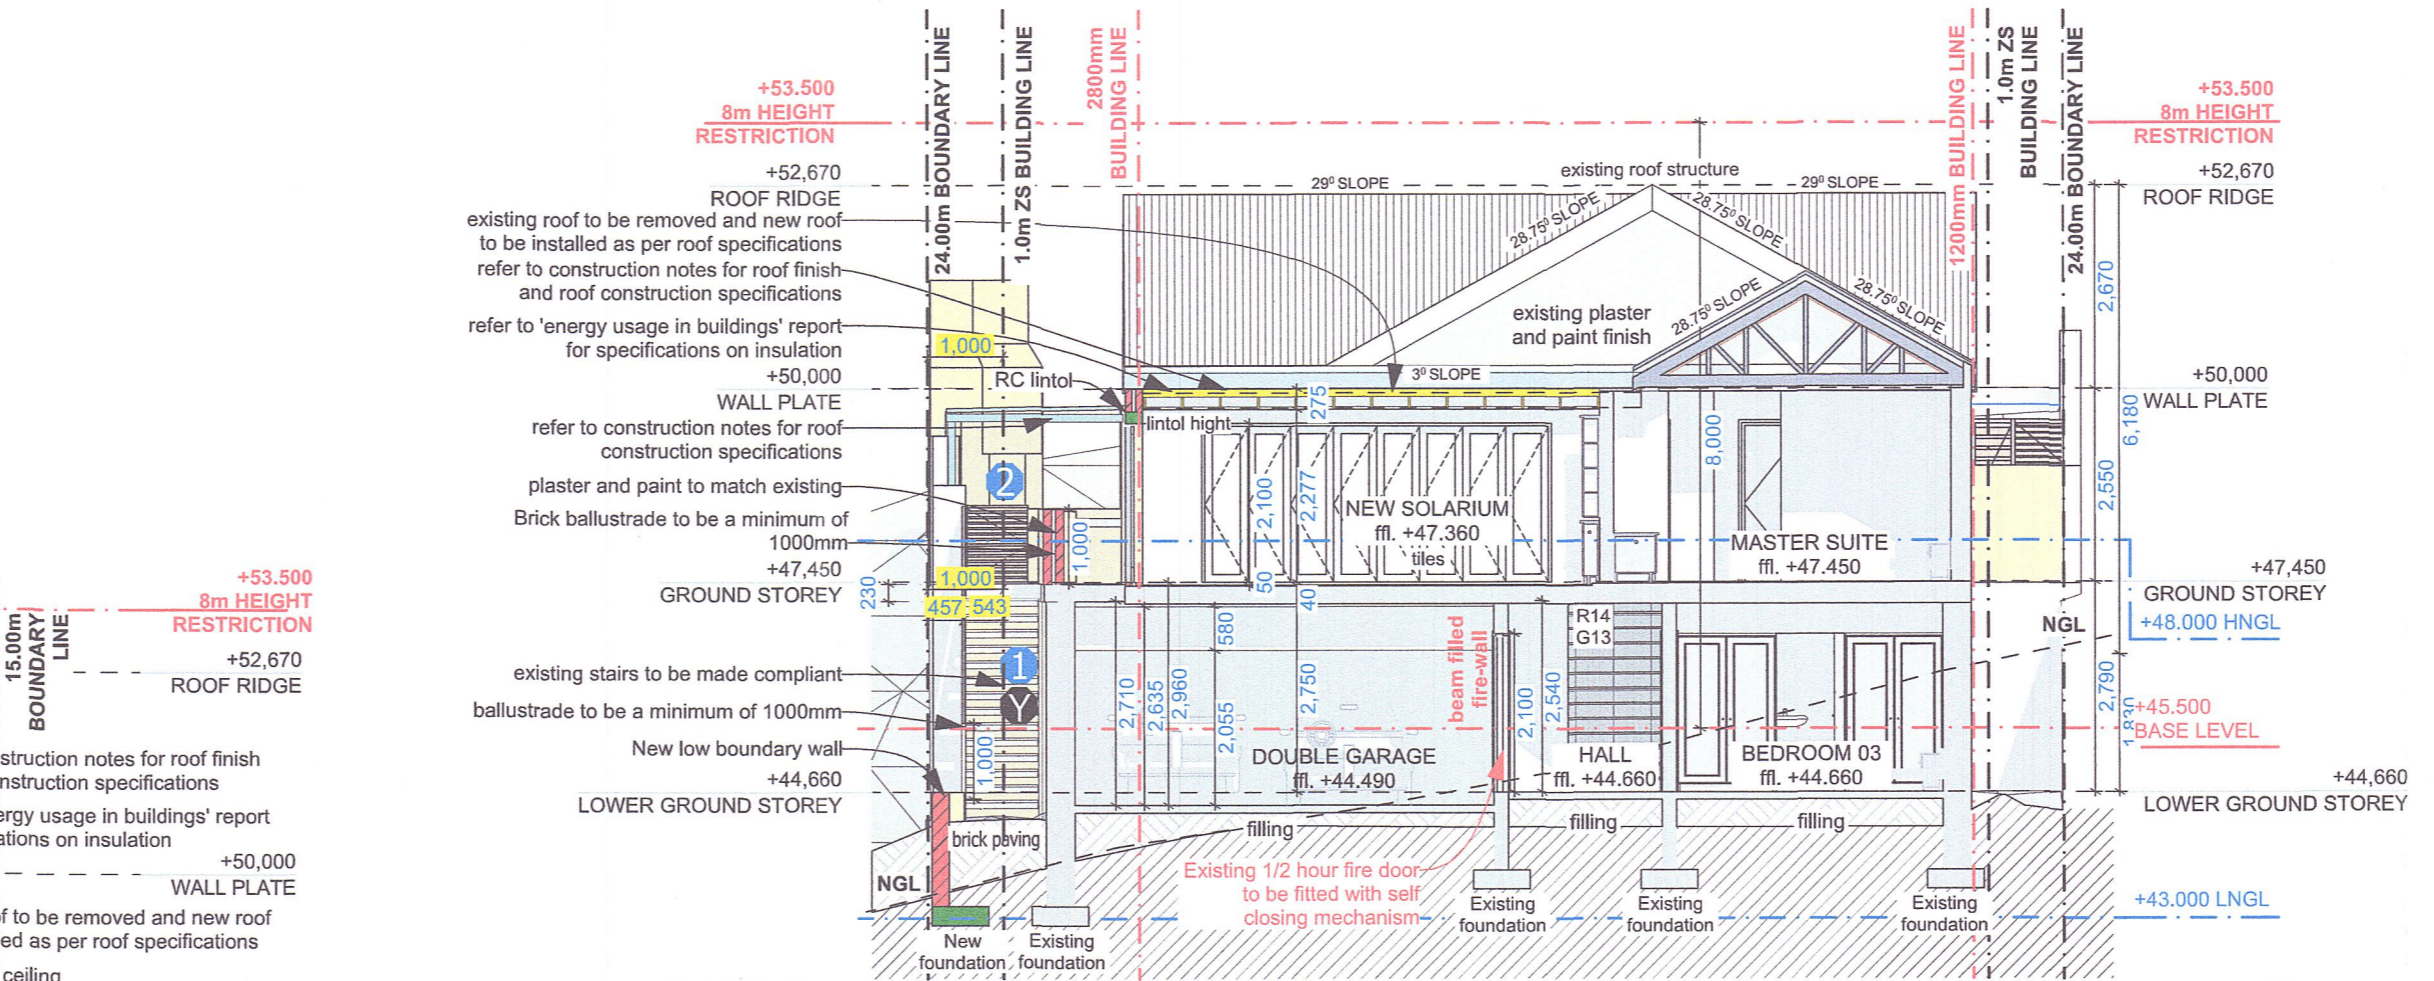 +53.500
8m HEIGHT
RESTRICTION
15.00m
BOUNDARY
LINE
+52,670
ROOF RIDGE
struction notes for roof finish
nstruction specifications
ergy usage in buildings' report
ations on insulation
+50,000
WALL PLATE
f to be removed and new roof
ed as per roof specifications
ceiling
24.00m BOUNDARY LINE
1.0m ZS BUILDING LINE
2800mm
BUILDING LINE
+53.500
8m HEIGHT
RESTRICTION
+52,670
ROOF RIDGE
existing roof to be removed and new roof
to be installed as per roof specifications
refer to construction notes for roof finish
and roof construction specifications
refer to 'energy usage in buildings' report
for specifications on insulation
1,000
+50,000
WALL PLATE
RC lintol
refer to construction notes for roof
construction specifications
plaster and paint to match existing
Brick ballustrade to be a minimum of
1000mm
+47,450
GROUND STOREY
230
1,000
457
543
2
1,000
existing stairs to be made compliant
1
Y
ballustrade to be a minimum of 1000mm
New low boundary wall
1,000
+44,660
LOWER GROUND STOREY
brick paving
NGL
New
foundation
Existing
foundation
29⁰ SLOPE
existing roof structure
29⁰ SLOPE
28.75⁰ SLOPE
28.75⁰ SLOPE
existing plaster
and paint finish
28.75⁰ SLOPE
28.75⁰ SLOPE
3⁰ SLOPE
275
lintol hight
2,100
2,277
NEW SOLARIUM
ffl. +47.360
tiles
8,000
MASTER SUITE
ffl. +47.450
50
40
580
2,710
2,635
2,960
2,055
2,750
beam filled
fire-wall
2,100
2,540
R14
G13
DOUBLE GARAGE
ffl. +44.490
HALL
ffl. +44.660
BEDROOM 03
ffl. +44.660
filling
filling
filling
Existing 1/2 hour fire door
to be fitted with self
closing mechanism
Existing
foundation
Existing
foundation
Existing
foundation
1200mm BUILDING LINE
1.0m ZS
BUILDING LINE
24.00m BOUNDARY LINE
+53.500
8m HEIGHT
RESTRICTION
+52,670
ROOF RIDGE
2,670
+50,000
WALL PLATE
6,180
2,550
+47,450
GROUND STOREY
+48.000 HNGL
NGL
2,790
1,830
+45.500
BASE LEVEL
+44,660
LOWER GROUND STOREY
+43.000 LNGL